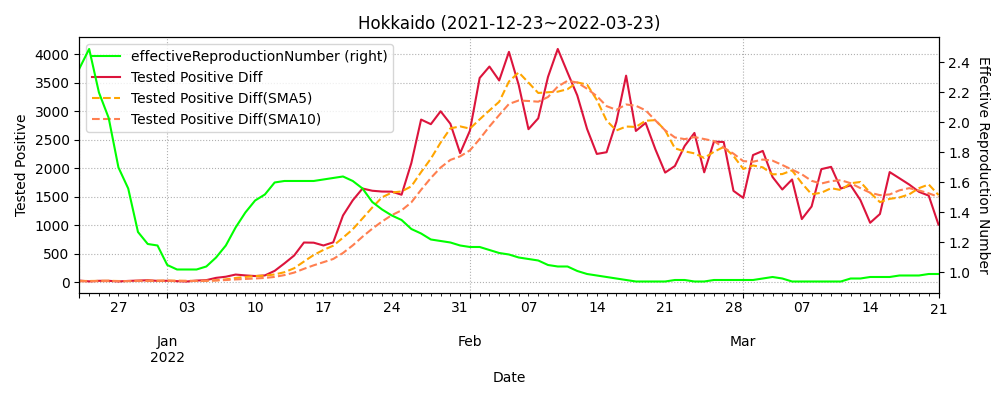 Hokkaido (2021-12-23~2022-03-23)
effectiveReproductionNumber (right)
Tested Positive Diff
Tested Positive Diff(SMA5)
Tested Positive Diff(SMA10)
Tested Positive
4000
3500
3000
2500
2000
1500
1000
500
0
Effective Reproduction Number
2.4
2.2
2.0
1.8
1.6
1.4
1.2
1.0
27 03 10 17 24 31 07 14 21 28 07 14 21
Jan Feb Mar
2022
Date